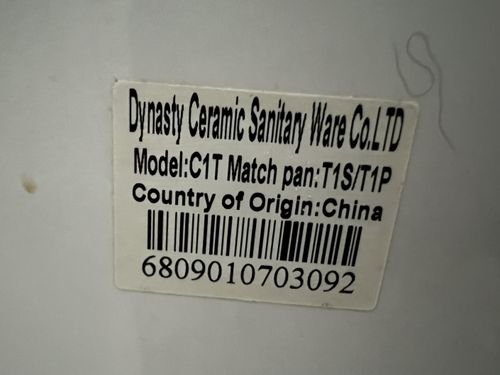 Dynasty Ceramic Sanitary Ware Co.LTD
Model:C1T Match pan:T1S/T1P
Country of Origin:China
6809010703092